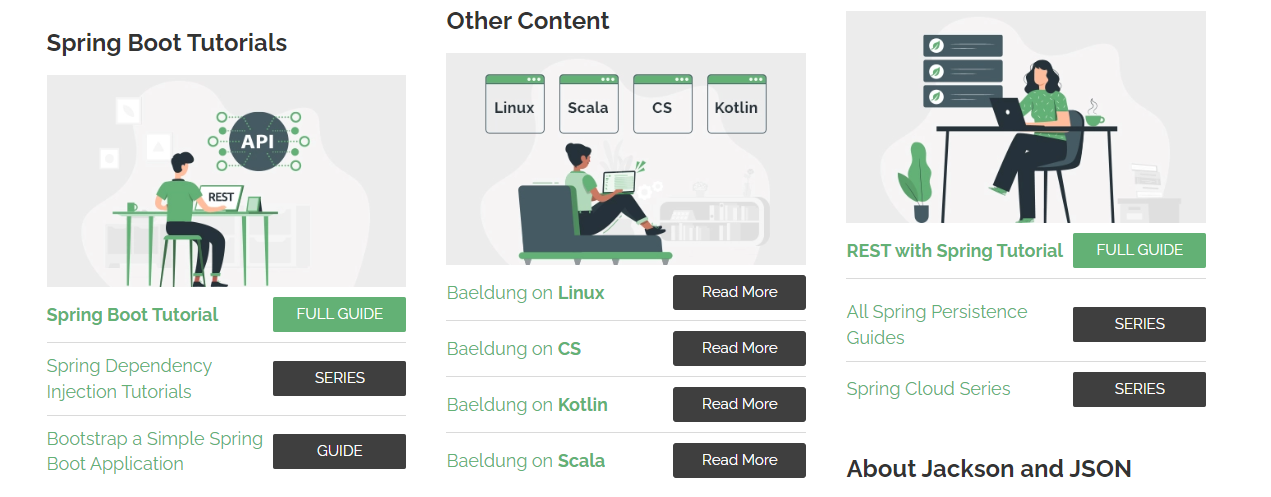 Spring Boot Tutorials
API
REST
Spring Boot Tutorial
FULL GUIDE
Spring Dependency
Injection Tutorials
SERIES
Bootstrap a Simple Spring
Boot Application
GUIDE
Other Content
Linux
Scala
CS
Kotlin
Baeldung on Linux
Read More
Baeldung on CS
Read More
Baeldung on Kotlin
Read More
Baeldung on Scala
Read More
REST with Spring Tutorial
FULL GUIDE
All Spring Persistence
Guides
SERIES
Spring Cloud Series
SERIES
About Jackson and JSON